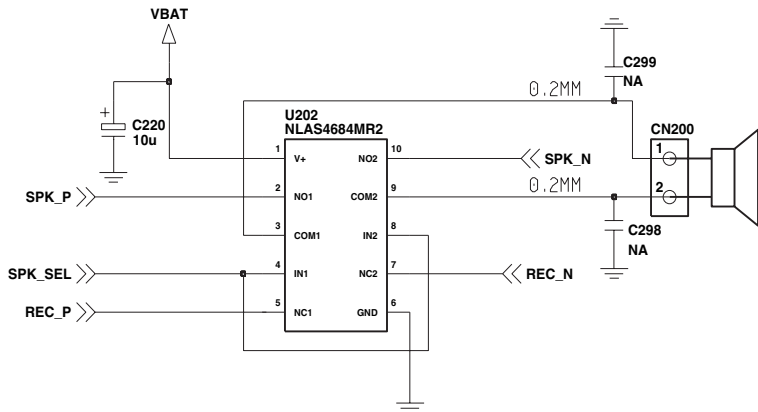 VBAT
C299
NA
0.2MM
+
C220
10u
U202
NLAS4684MR2
CN200
1 V+ NO2 10
SPK_N
1
SPK_P
2 NO1 COM2 9
0.2MM
2
3 COM1 IN2 8
C298
NA
SPK_SEL
4 IN1 NC2 7
REC_N
REC_P
5 NC1 GND 6